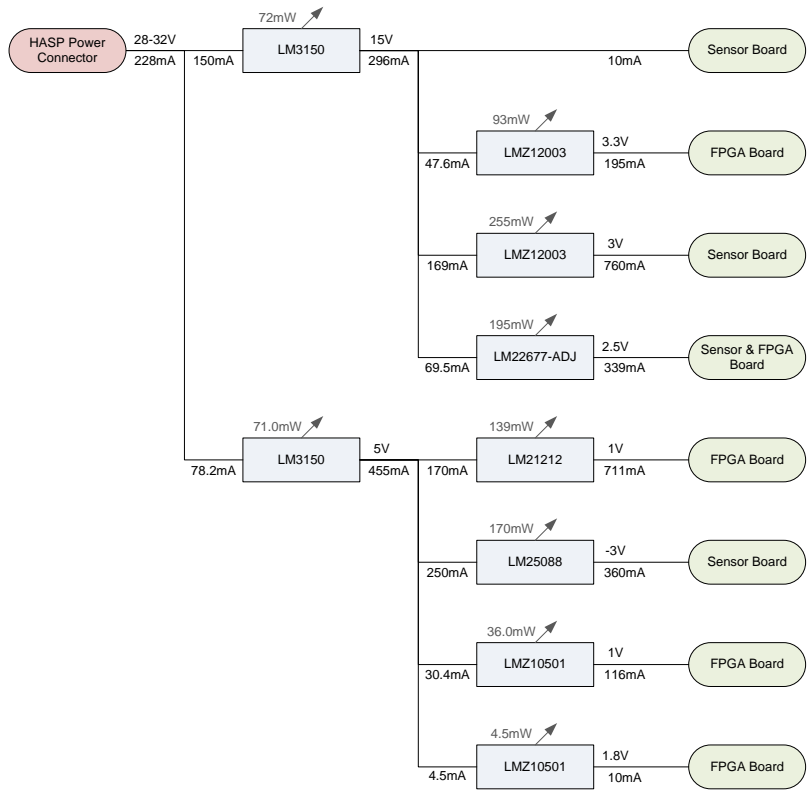 72mW
HASP Power
Connector
28-32V
228mA
150mA
LM3150
15V
296mA
10mA
Sensor Board
93mW
47.6mA
LMZ12003
3.3V
195mA
FPGA Board
255mW
169mA
LMZ12003
3V
760mA
Sensor Board
195mW
69.5mA
LM22677-ADJ
2.5V
339mA
Sensor & FPGA
Board
71.0mW
78.2mA
LM3150
5V
455mA
139mW
170mA
LM21212
1V
711mA
FPGA Board
170mW
250mA
LM25088
-3V
360mA
Sensor Board
36.0mW
30.4mA
LMZ10501
1V
116mA
FPGA Board
4.5mW
4.5mA
LMZ10501
1.8V
10mA
FPGA Board